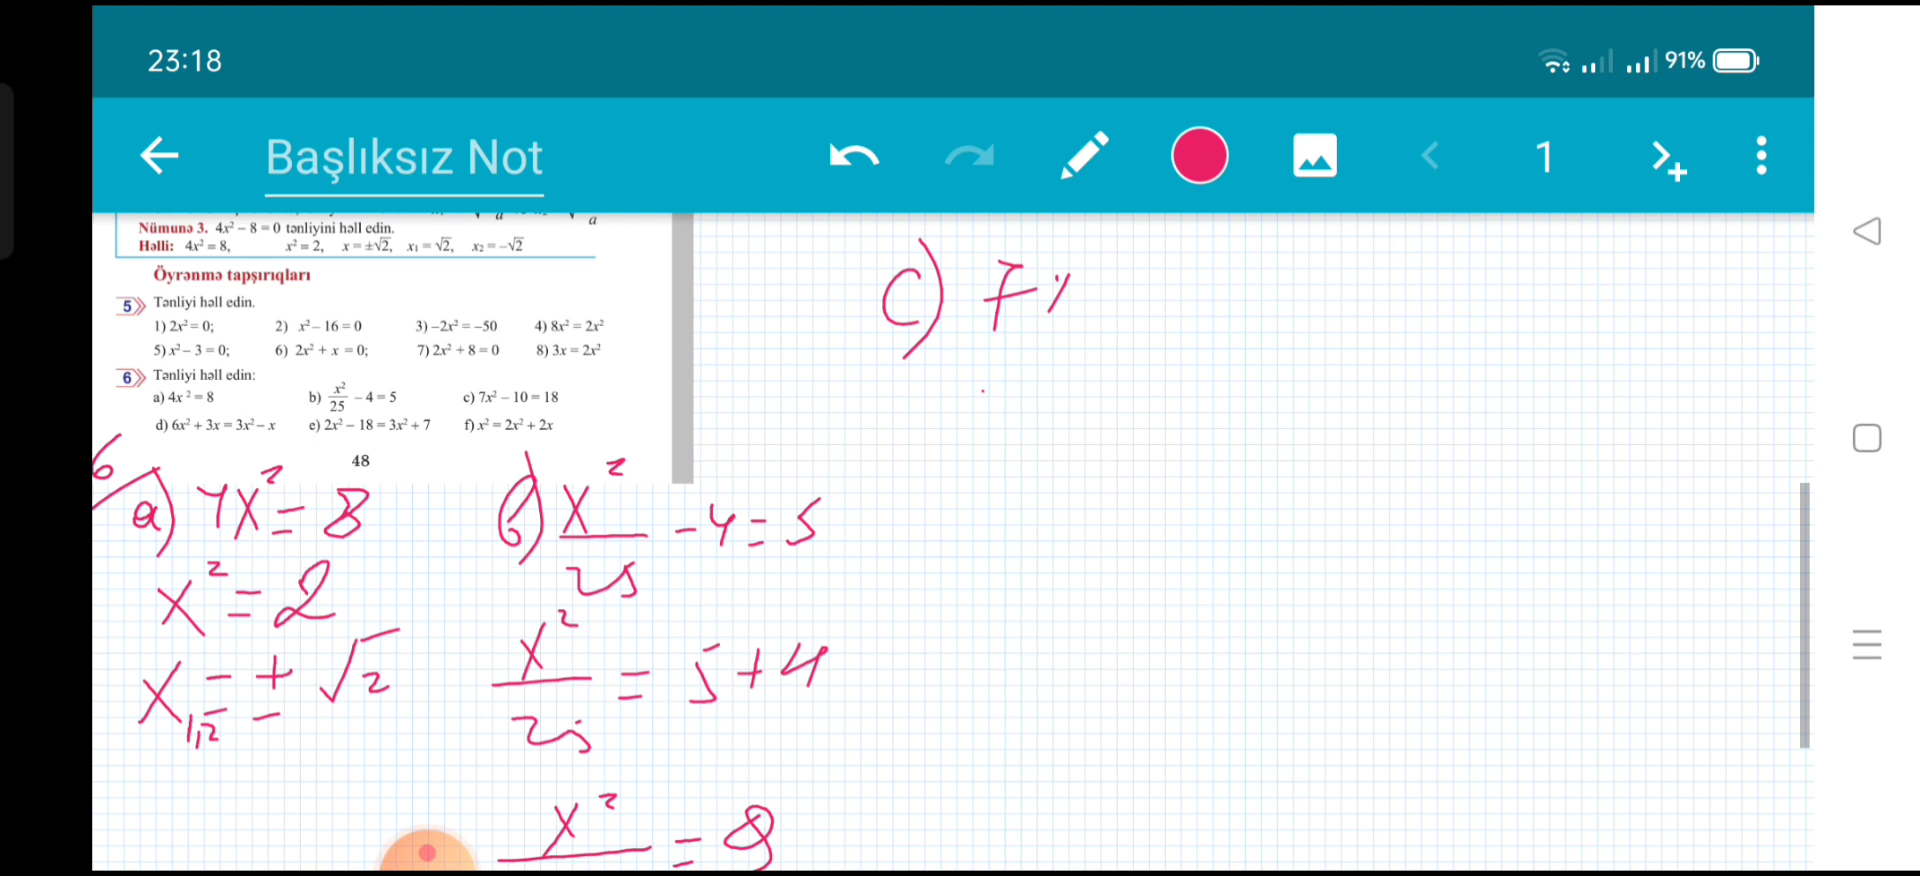 23:18
91%
Başlıksız Not
1
a
Nümunə 3. 4x² – 8 = 0 tənliyini həll edin.
Həlli: 4x² = 8, x² = 2, x = ±√2, x₁ = √2, x₂ = –√2
Öyrənmə tapşırıqları
5 Tənliyi həll edin.
1) 2x² = 0; 2) x² – 16 = 0 3) –2x² = –50 4) 8x² = 2x²
5) x² – 3 = 0; 6) 2x² + x = 0; 7) 2x² + 8 = 0 8) 3x = 2x²
6 Tənliyi həll edin:
a) 4x² = 8 b) x²/25 – 4 = 5 c) 7x² – 10 = 18
d) 6x² + 3x = 3x² – x e) 2x² – 18 = 3x² + 7 f) x² = 2x² + 2x
48
6
a) 4x² = 8
x² = 2
x₁,₂ = ± √2
b) x²/25 - 4 = 5
x²/25 = 5 + 4
x² = 9
c) 7